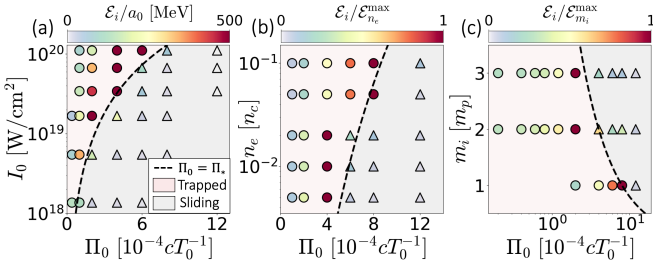 (a) ℰ_i/a_0 [MeV]
0 500
I_0 [W/cm²]
10^20
10^19
10^18
0 6 12
Π_0 [10^-4 cT_0^-1]
Π_0 = Π_*
Trapped
Sliding
(b) ℰ_i/ℰ_{n_e}^max
0 1
n_e [n_c]
10^-1
10^-2
0 4 8 12
Π_0 [10^-4 cT_0^-1]
(c) ℰ_i/ℰ_{m_i}^max
0 1
m_i [m_p]
3
2
1
10^0 10^1
Π_0 [10^-4 cT_0^-1]